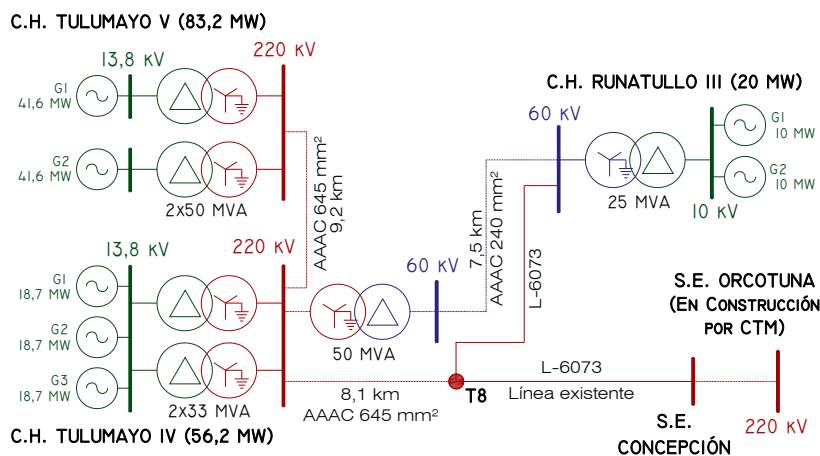 C.H. TULUMAYO V (83,2 MW)
13,8 kV
220 kV
G1
41,6 MW
G2
41,6 MW
2x50 MVA
AAAC 645 mm²
9,2 km
C.H. RUNATULLO III (20 MW)
60 kV
G1
10 MW
G2
10 MW
25 MVA
10 kV
7,5 km
AAAC 240 mm²
L-6073
13,8 kV
220 kV
60 kV
G1
18,7 MW
G2
18,7 MW
G3
18,7 MW
50 MVA
2x33 MVA
S.E. ORCOTUNA
(EN CONSTRUCCIÓN
POR CTM)
8,1 km
AAAC 645 mm²
T8
L-6073
Línea existente
S.E.
CONCEPCIÓN
220 kV
C.H. TULUMAYO IV (56,2 MW)